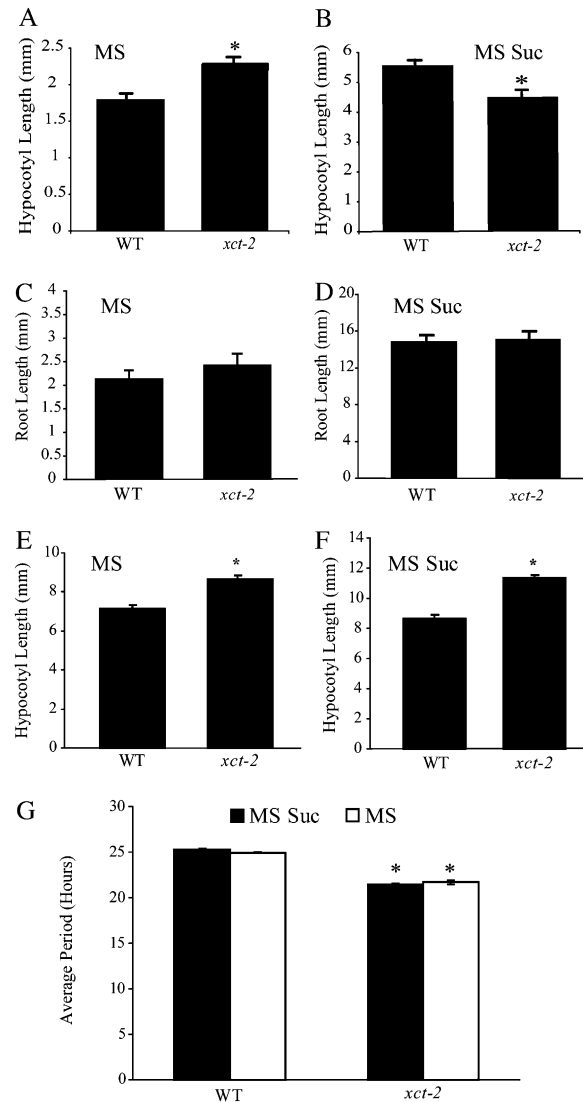 A
MS
Hypocotyl Length (mm)
2.5
2
1.5
1
0.5
0
*
WT
xct-2
B
MS Suc
Hypocotyl Length (mm)
6
5
4
3
2
1
0
*
WT
xct-2
C
MS
Root Length (mm)
4
3.5
3
2.5
2
1.5
1
0.5
0
WT
xct-2
D
MS Suc
Root Length (mm)
20
16
12
8
4
0
WT
xct-2
E
MS
Hypocotyl Length (mm)
10
8
6
4
2
0
*
WT
xct-2
F
MS Suc
Hypocotyl Length (mm)
14
12
10
8
6
4
2
0
*
WT
xct-2
G
MS Suc MS
Average Period (Hours)
30
25
20
15
10
5
0
* *
WT
xct-2